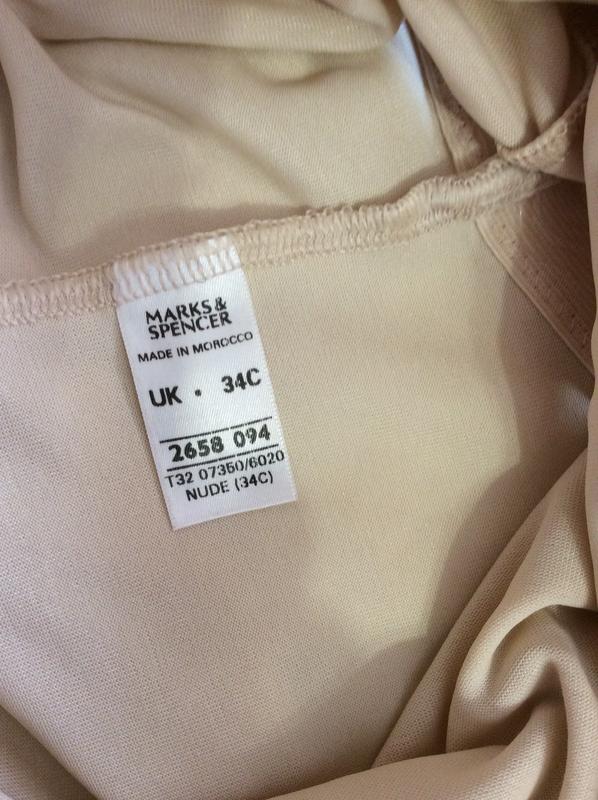 MARKS &
SPENCER
MADE IN MOROCCO
UK • 34C
2658 094
T32 07350/6020
NUDE (34C)